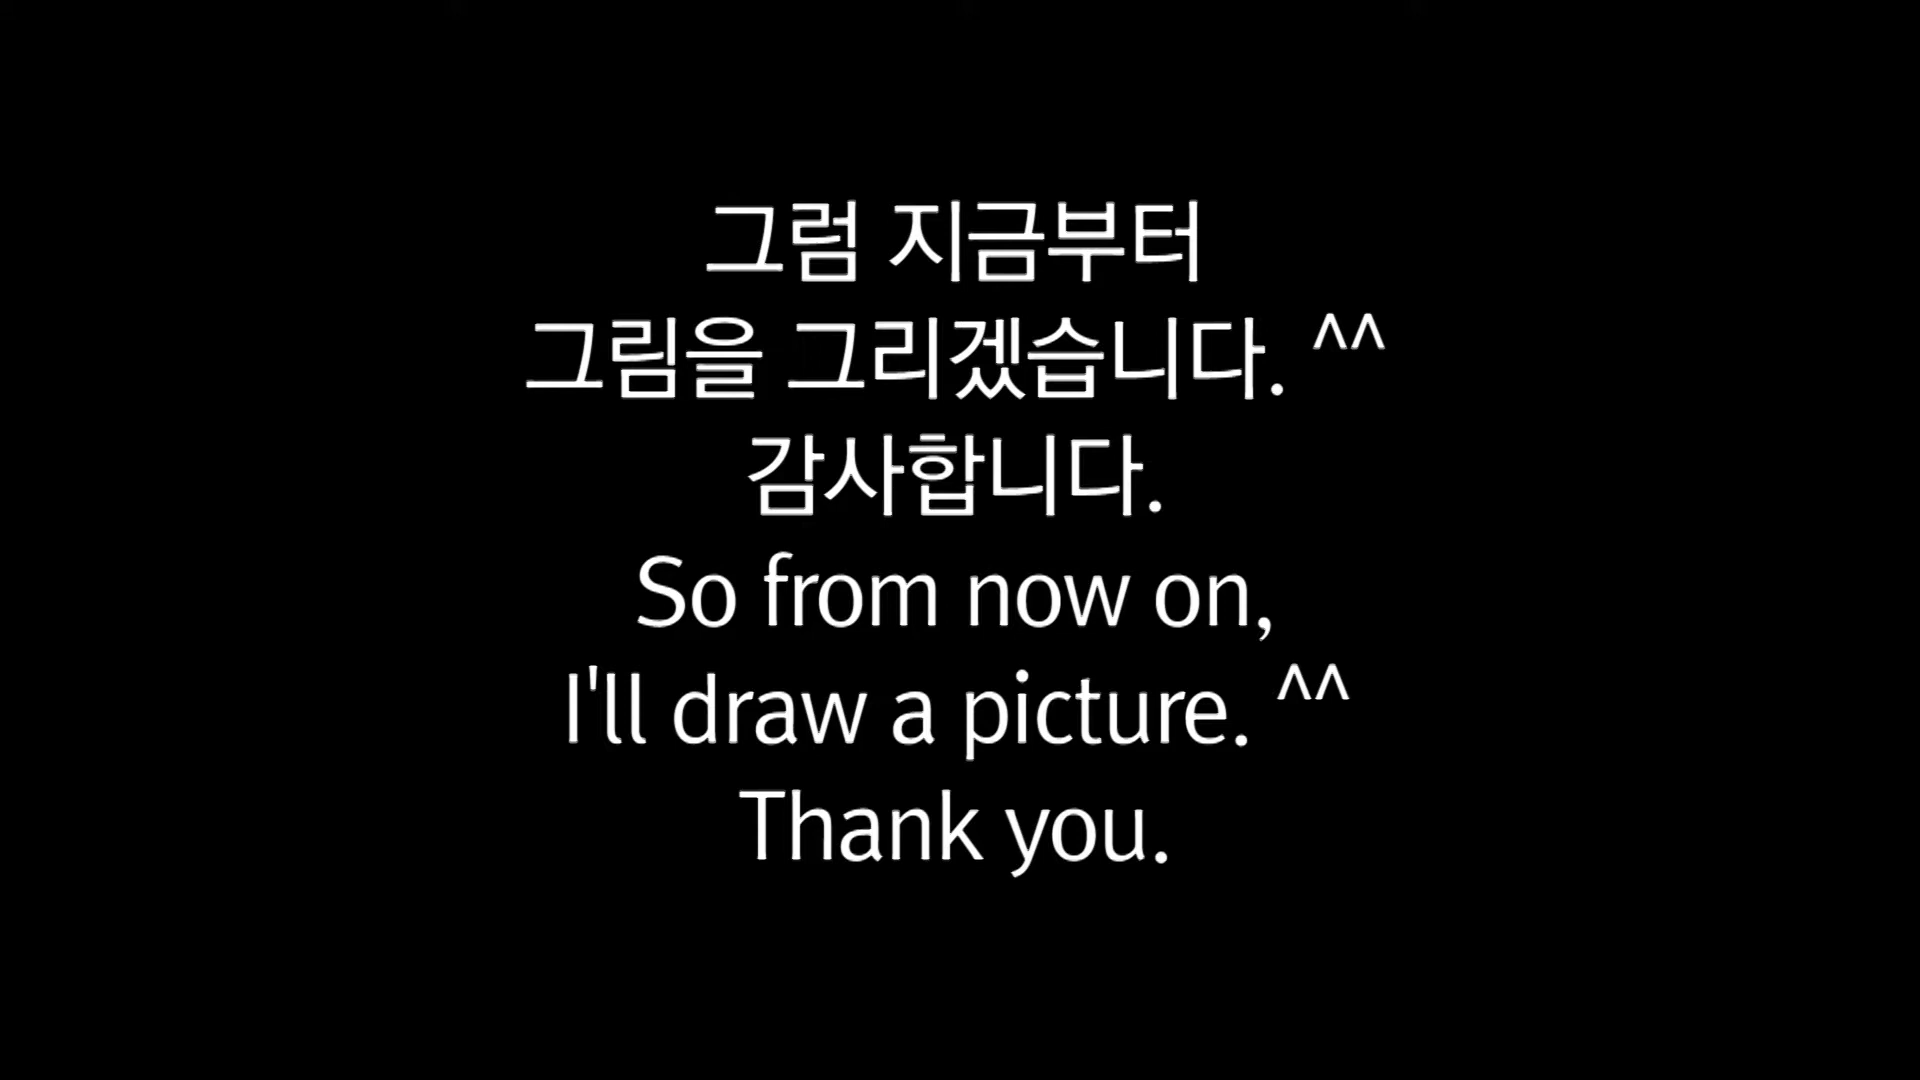 그럼 지금부터
그림을 그리겠습니다. ^^
감사합니다.
So from now on,
I'll draw a picture. ^^
Thank you.